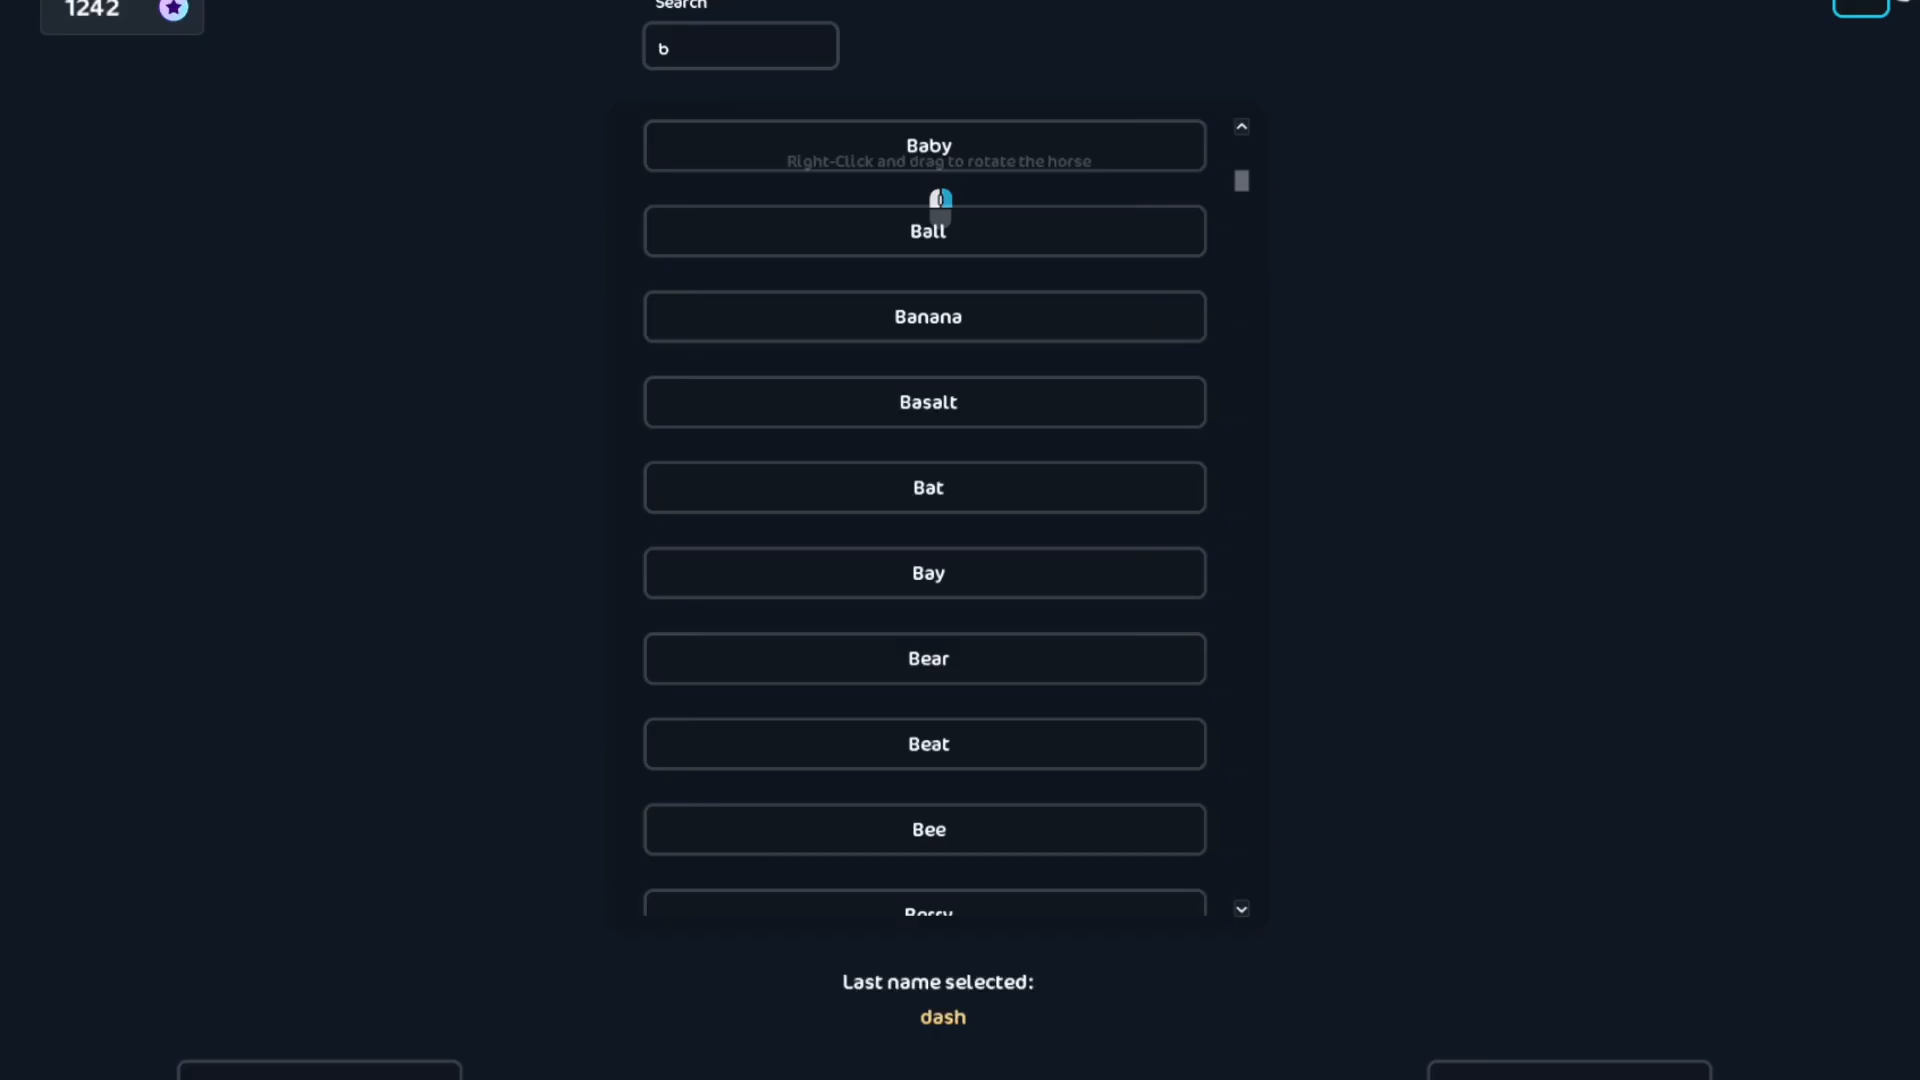 1242
Search
b
Baby
Right-Click and drag to rotate the horse
Ball
Banana
Basalt
Bat
Bay
Bear
Beat
Bee
Berry
Last name selected:
dash